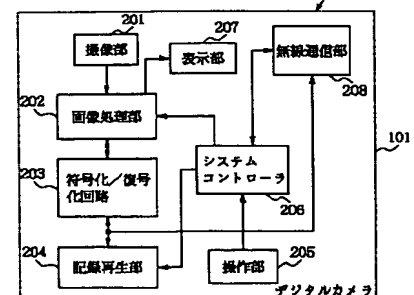 201
撮像部
207
表示部
無線通信部
208
202
画像処理部
101
203
符号化／復号
化回路
システム
コントローラ
206
204
記録再生部
操作部
205
デジタルカメラ